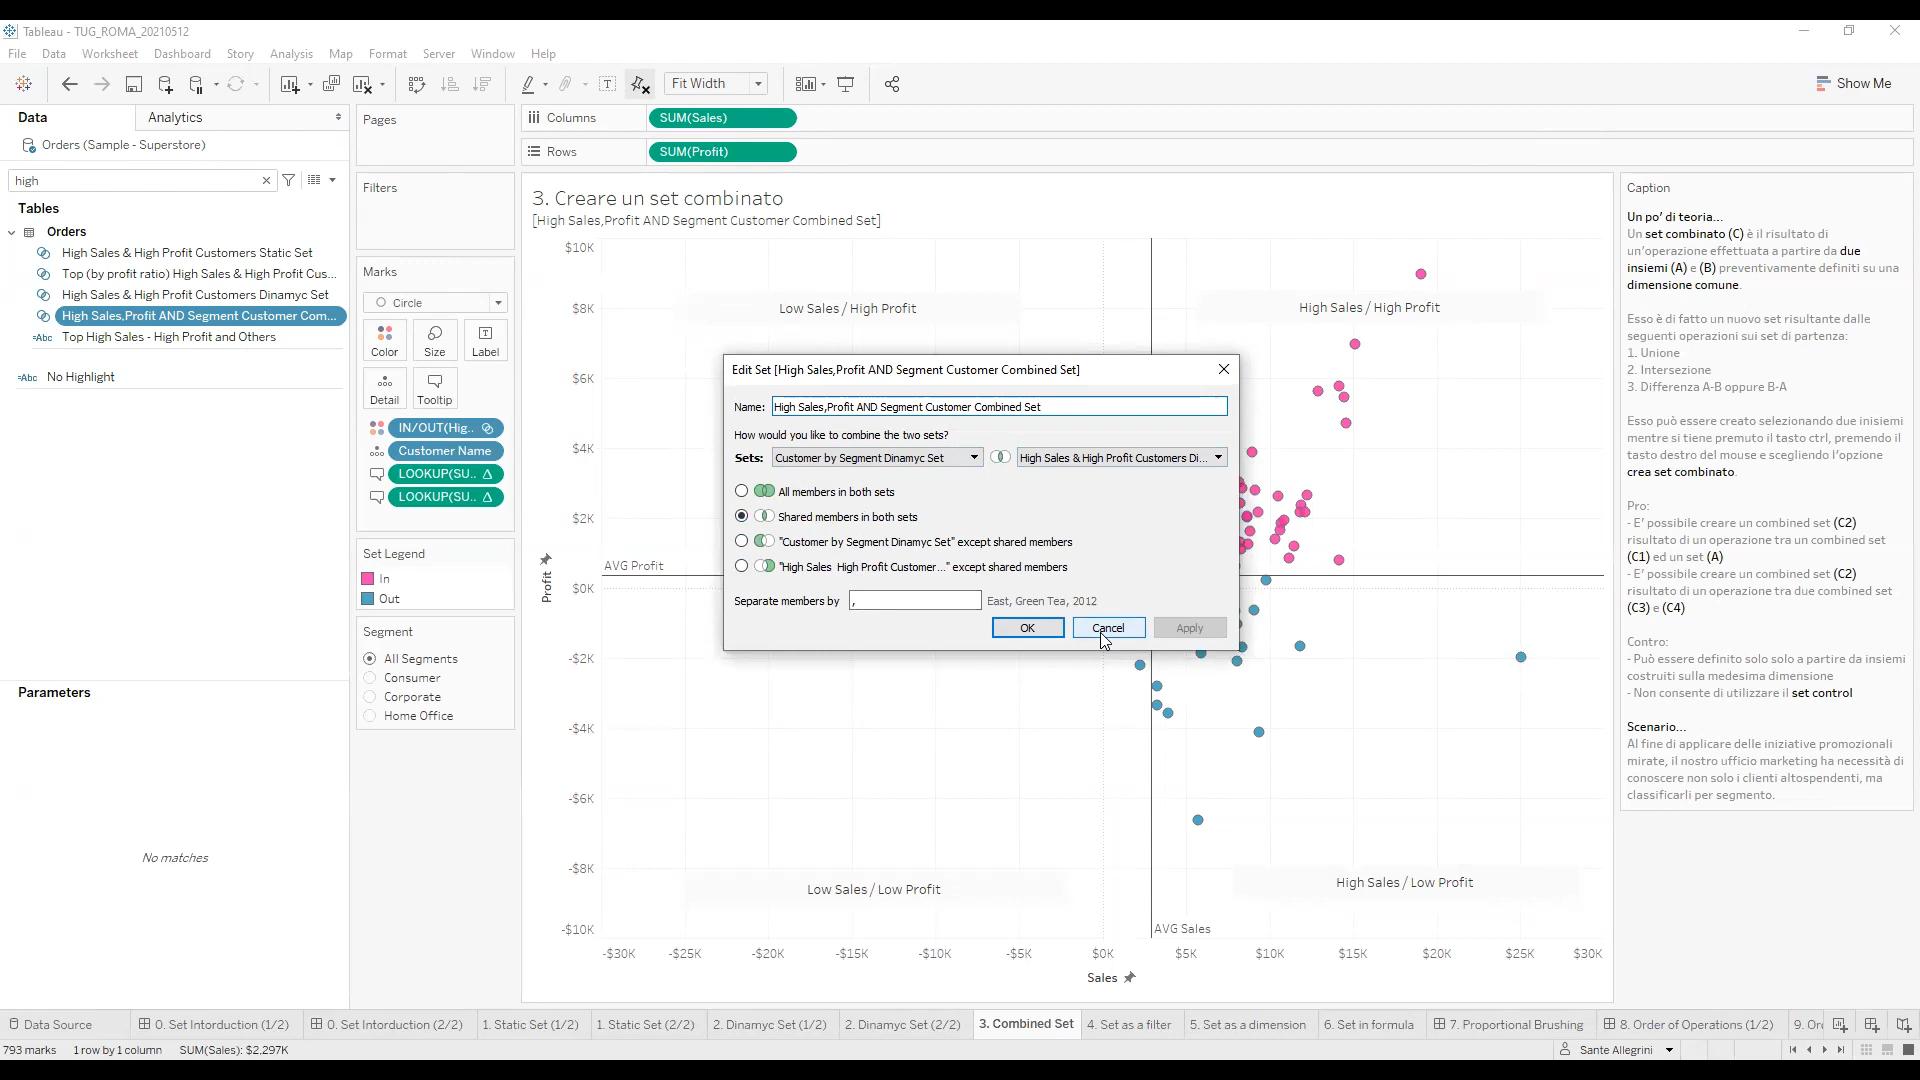 Tableau - TUG_ROMA_20210512
File Data Worksheet Dashboard Story Analysis Map Format Server Window Help
Fit Width
Show Me
Data
Analytics
Orders (Sample - Superstore)
high
Tables
Orders
High Sales & High Profit Customers Static Set
Top (by profit ratio) High Sales & High Profit Cus...
High Sales & High Profit Customers Dinamyc Set
High Sales,Profit AND Segment Customer Com...
=Abc Top High Sales - High Profit and Others
=Abc No Highlight
Parameters
No matches
Pages
Filters
Marks
Circle
Color
Size
Label
Detail
Tooltip
IN/OUT(Hig..
Customer Name
LOOKUP(SU.. Δ
LOOKUP(SU.. Δ
Set Legend
In
Out
Segment
All Segments
Consumer
Corporate
Home Office
Columns
SUM(Sales)
Rows
SUM(Profit)
3. Creare un set combinato
[High Sales,Profit AND Segment Customer Combined Set]
$10K
$8K
$6K
$4K
$2K
$0K
-$2K
-$4K
-$6K
-$8K
-$10K
Profit
Low Sales / High Profit
High Sales / High Profit
AVG Profit
Low Sales / Low Profit
High Sales / Low Profit
AVG Sales
-$30K -$25K -$20K -$15K -$10K -$5K $0K $5K $10K $15K $20K $25K $30K
Sales
Edit Set [High Sales,Profit AND Segment Customer Combined Set]
Name: High Sales,Profit AND Segment Customer Combined Set
How would you like to combine the two sets?
Sets: Customer by Segment Dinamyc Set High Sales & High Profit Customers Di...
All members in both sets
Shared members in both sets
"Customer by Segment Dinamyc Set" except shared members
"High Sales  High Profit Customer..." except shared members
Separate members by , East, Green Tea, 2012
OK
Cancel
Apply
Caption
Un po' di teoria...
Un set combinato (C) è il risultato di
un'operazione effettuata a partire da due
insiemi (A) e (B) preventivamente definiti su una
dimensione comune.
Esso è di fatto un nuovo set risultante dalle
seguenti operazioni sui set di partenza:
1. Unione
2. Intersezione
3. Differenza A-B oppure B-A
Esso può essere creato selezionando due inisiemi
mentre si tiene premuto il tasto ctrl, premendo il
tasto destro del mouse e scegliendo l'opzione
crea set combinato.
Pro:
- E' possibile creare un combined set (C2)
risultato di un operazione tra un combined set
(C1) ed un set (A)
- E' possibile creare un combined set (C2)
risultato di un operazione tra due combined set
(C3) e (C4)
Contro:
- Può essere definito solo solo a partire da insiemi
costruiti sulla medesima dimensione
- Non consente di utilizzare il set control
Scenario...
Al fine di applicare delle iniziative promozionali
mirate, il nostro ufficio marketing ha necessità di
conoscere non solo i clienti altospendenti, ma
classificarli per segmento.
Data Source
0. Set Intorduction (1/2)
0. Set Intorduction (2/2)
1. Static Set (1/2)
1. Static Set (2/2)
2. Dinamyc Set (1/2)
2. Dinamyc Set (2/2)
3. Combined Set
4. Set as a filter
5. Set as a dimension
6. Set in formula
7. Proportional Brushing
8. Order of Operations (1/2)
9. Or
793 marks 1 row by 1 column SUM(Sales): $2.297K
Sante Allegrini